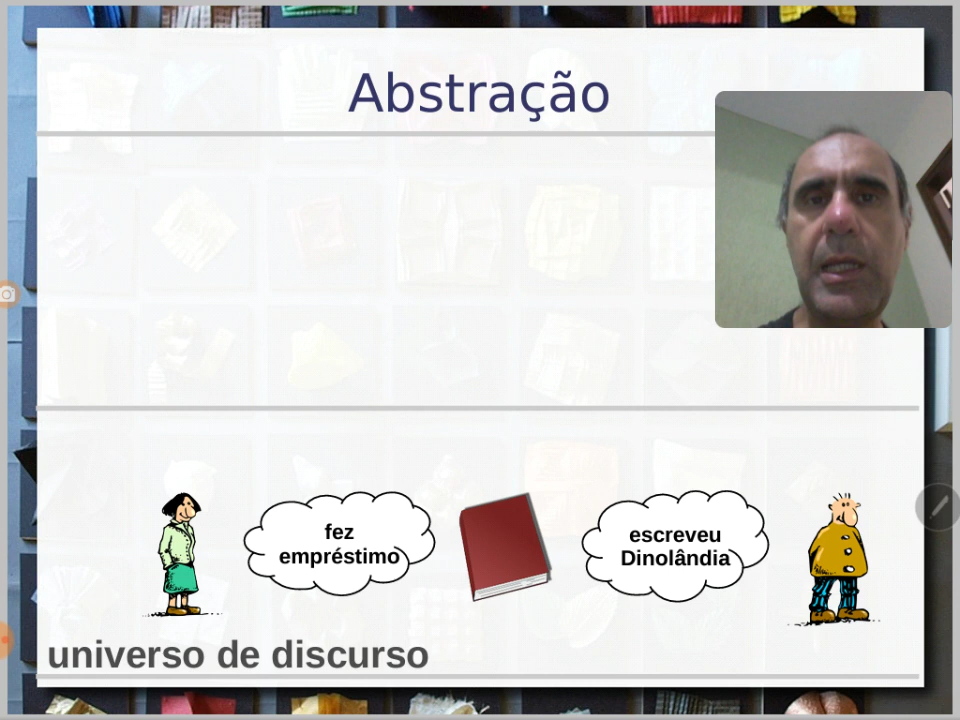 Abstração
fez
empréstimo
escreveu
Dinolândia
universo de discurso